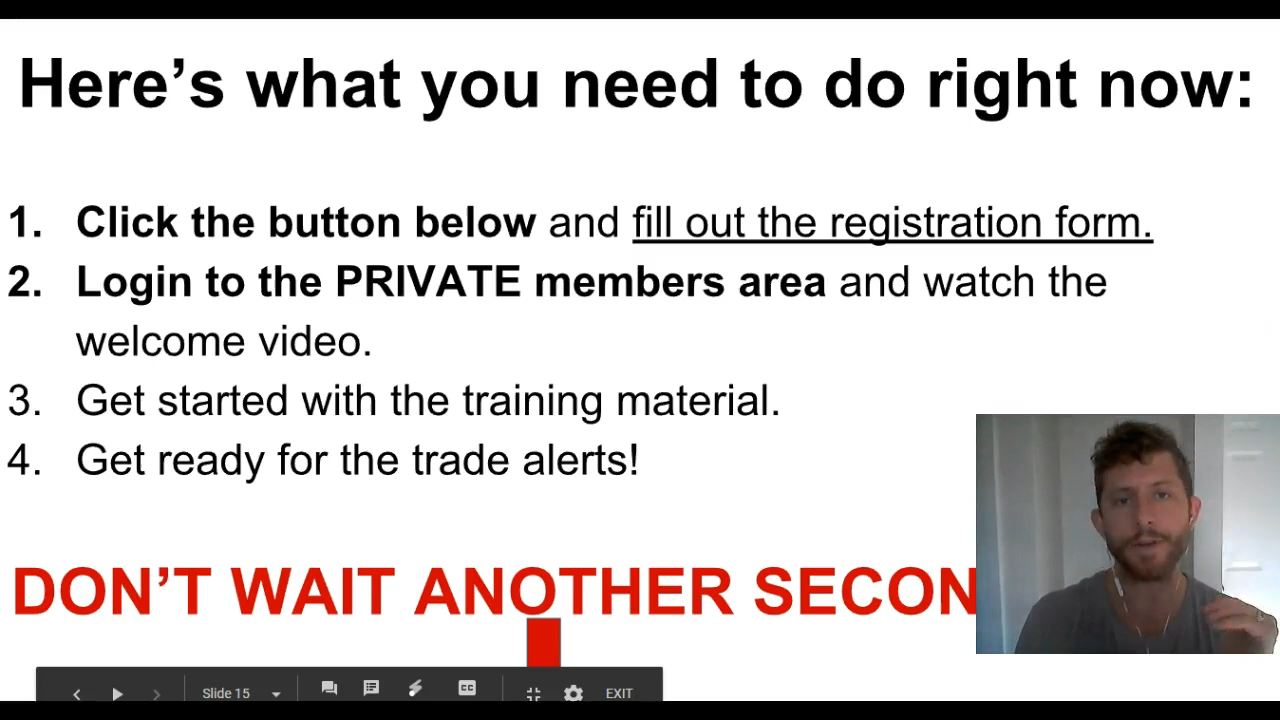 Here’s what you need to do right now:
1. Click the button below and fill out the registration form.
2. Login to the PRIVATE members area and watch the
welcome video.
3. Get started with the training material.
4. Get ready for the trade alerts!
DON’T WAIT ANOTHER SECON
Slide 15
CC
EXIT